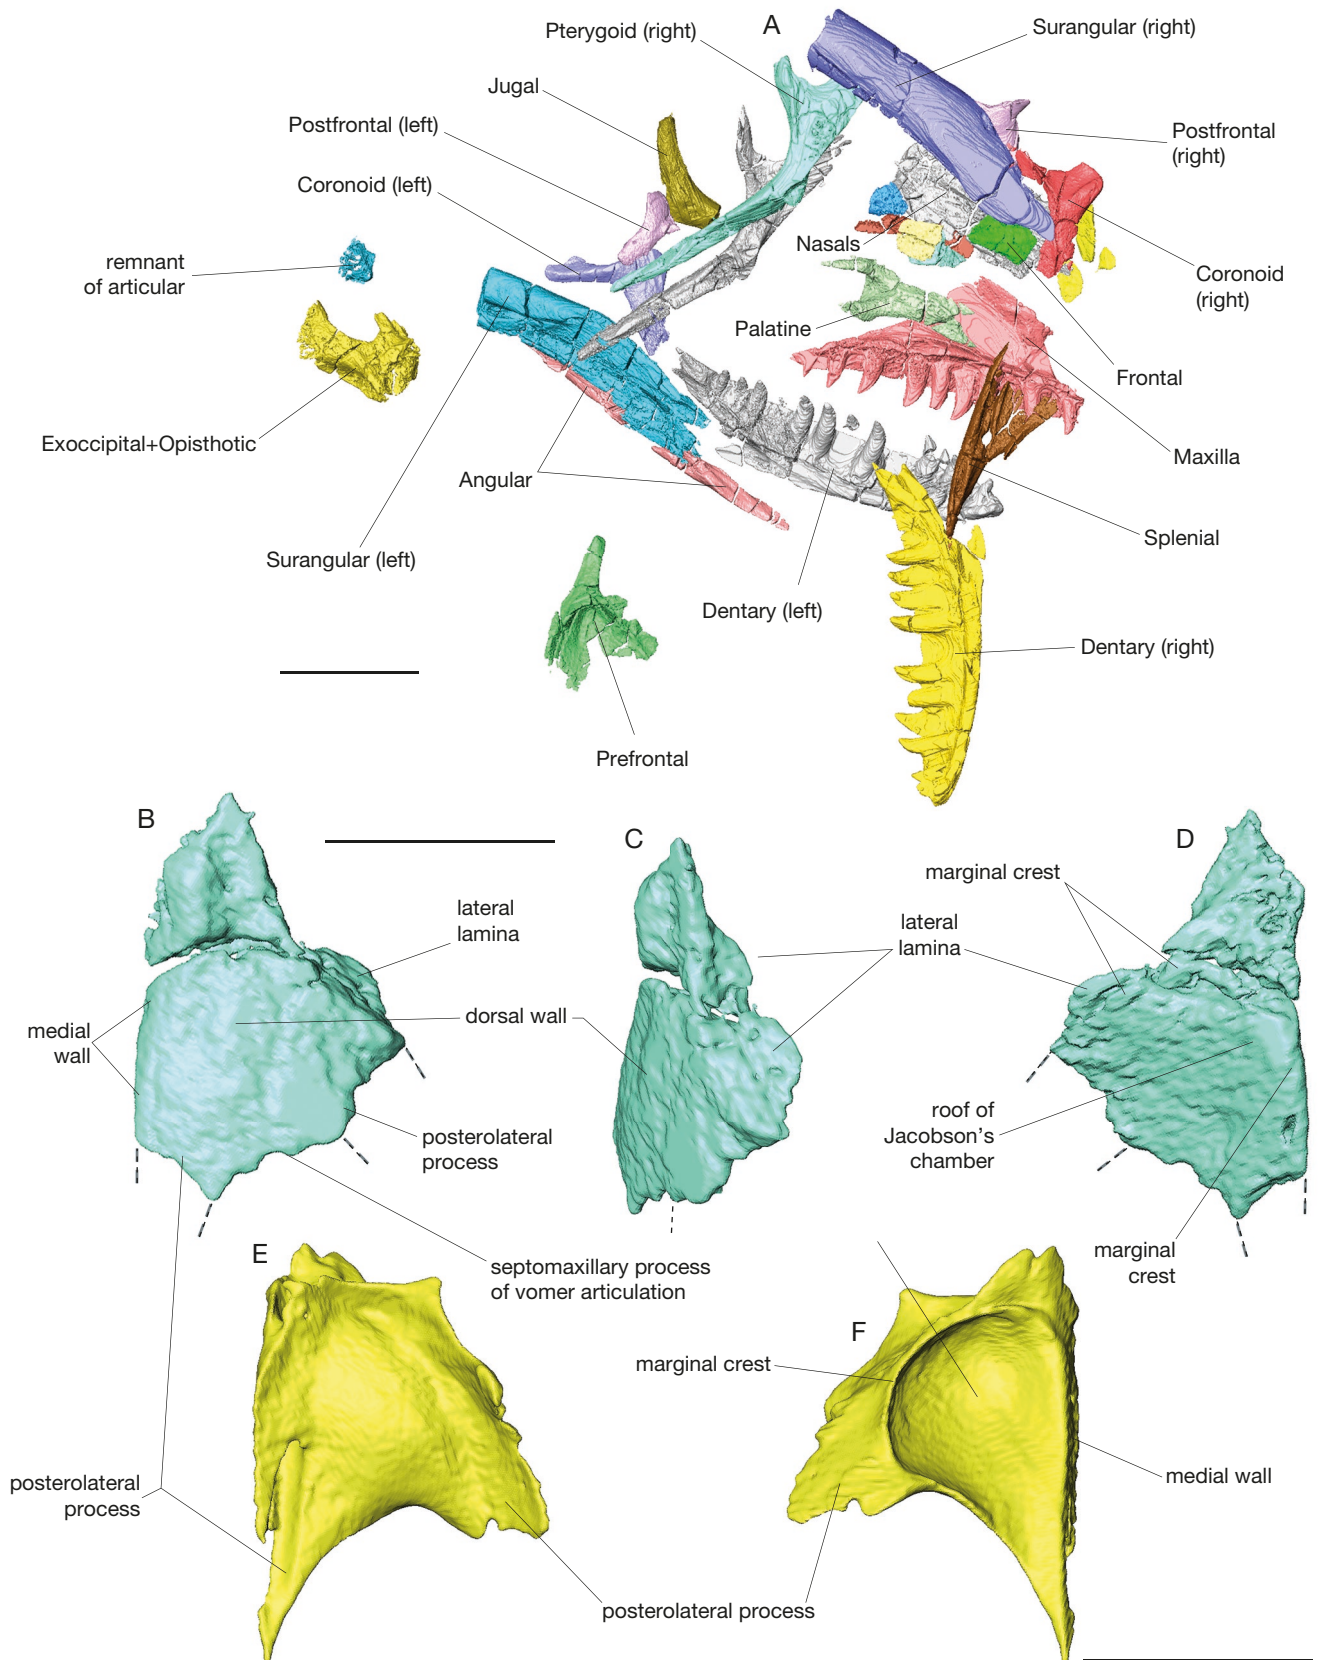 A
Pterygoid (right)
Surangular (right)
Jugal
Postfrontal (left)
Postfrontal
(right)
Coronoid (left)
Nasals
remnant
of articular
Coronoid
(right)
Palatine
Frontal
Exoccipital+Opisthotic
Maxilla
Angular
Splenial
Surangular (left)
Dentary (left)
Dentary (right)
Prefrontal
B
C
D
marginal crest
lateral
lamina
lateral
lamina
medial
wall
dorsal wall
roof of
Jacobson's
chamber
posterolateral
process
marginal
crest
E
septomaxillary process
of vomer articulation
F
marginal crest
medial wall
posterolateral
process
posterolateral process